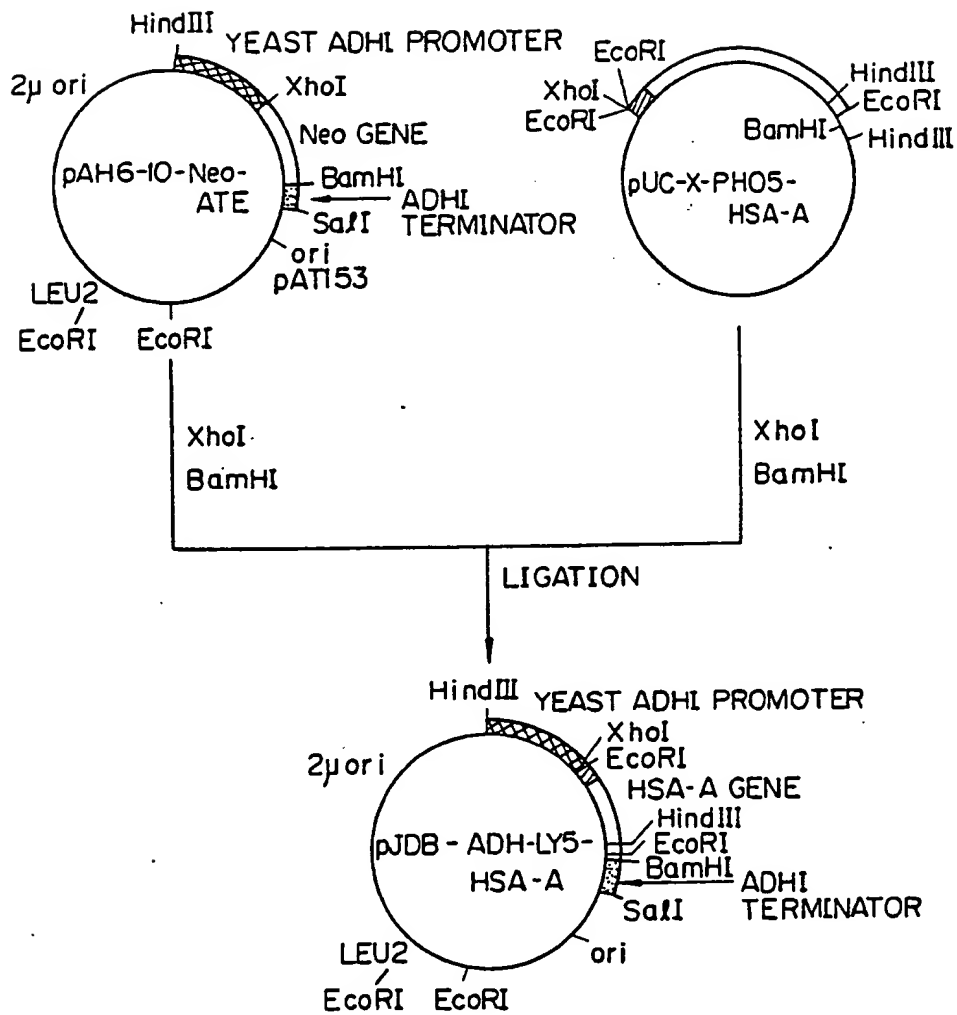 HindIII
YEAST ADHI PROMOTER
2μ ori
XhoI
Neo GENE
pAH6-10-Neo-
ATE
BamHI
ADHI
TERMINATOR
SalI
ori
pAT153
LEU2
EcoRI
EcoRI
EcoRI
XhoI
EcoRI
HindIII
EcoRI
BamHI
HindIII
pUC-X-PHO5-
HSA-A
XhoI
BamHI
XhoI
BamHI
LIGATION
HindIII
YEAST ADHI PROMOTER
XhoI
EcoRI
2μ ori
HSA-A GENE
HindIII
EcoRI
BamHI
pJDB-ADH-LY5-
HSA-A
ADHI
TERMINATOR
SalI
ori
LEU2
EcoRI
EcoRI